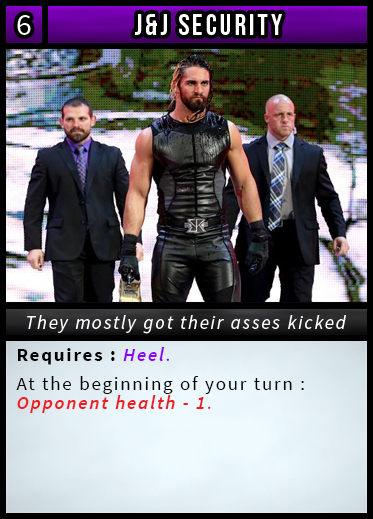 6
J&J SECURITY
They mostly got their asses kicked
Requires : Heel.
At the beginning of your turn :
Opponent health - 1.